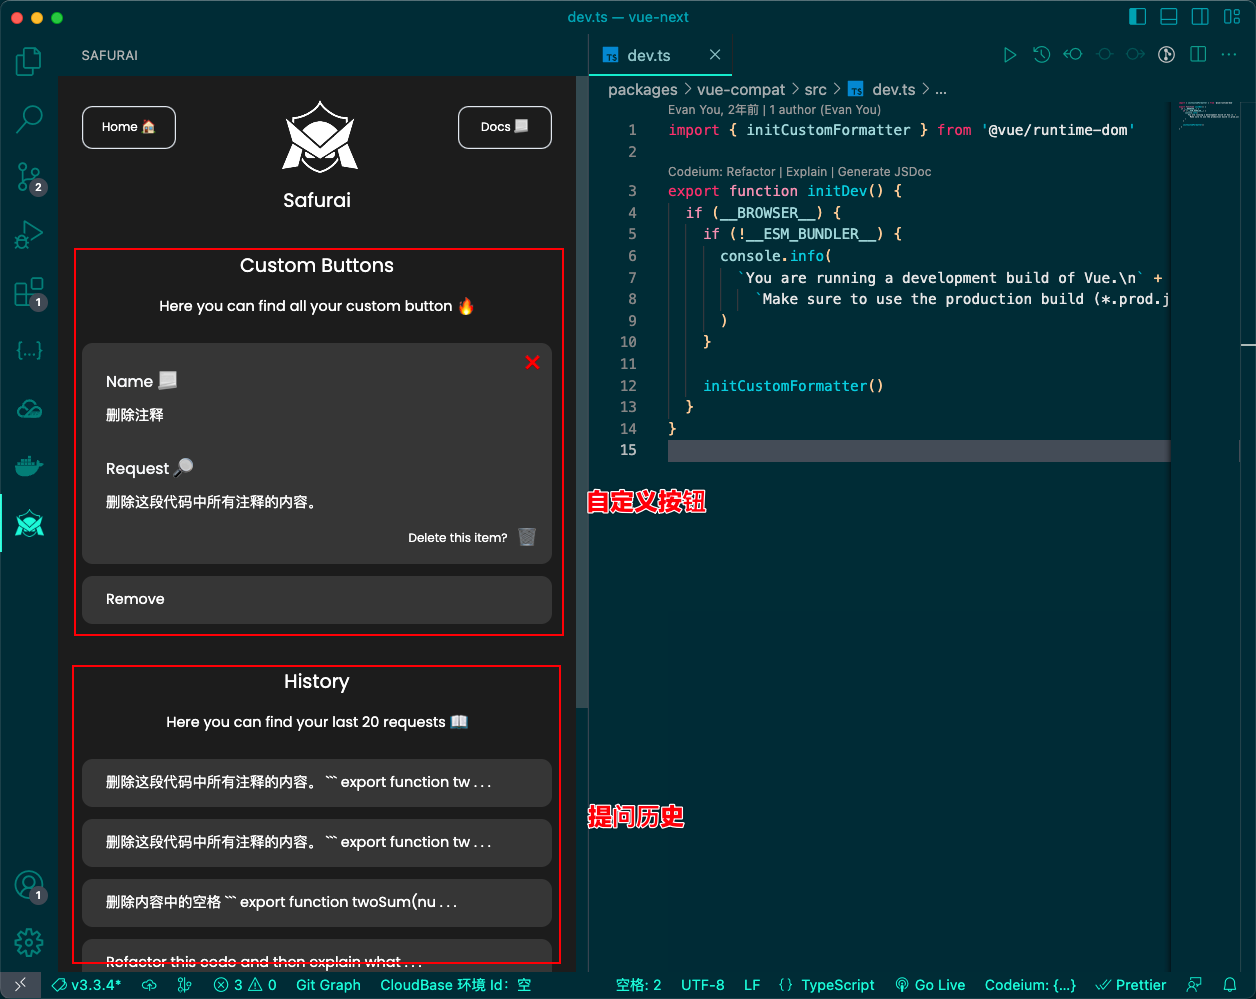 dev.ts — vue-next
SAFURAI
Home 🏠
Docs 📃
Safurai
Custom Buttons
Here you can find all your custom button 🔥
Name 📃
删除注释
Request 🔎
删除这段代码中所有注释的内容。
Delete this item? 🗑️
Remove
History
Here you can find your last 20 requests 📖
删除这段代码中所有注释的内容。 ``` export function tw . . .
删除这段代码中所有注释的内容。 ``` export function tw . . .
删除内容中的空格 ``` export function twoSum(nu . . .
Refactor this code and then explain what . . .
2
1
{...}
1
TS dev.ts
packages > vue-compat > src > TS dev.ts > ...
Evan You, 2年前 | 1 author (Evan You)
1 import { initCustomFormatter } from '@vue/runtime-dom'
2
Codeium: Refactor | Explain | Generate JSDoc
3 export function initDev() {
4 if (__BROWSER__) {
5 if (!__ESM_BUNDLER__) {
6 console.info(
7 `You are running a development build of Vue.\n` +
8 `Make sure to use the production build (*.prod.j
9 )
10 }
11
12 initCustomFormatter()
13 }
14 }
15
自定义按钮
提问历史
v3.3.4* 3 0 Git Graph CloudBase 环境 Id：空 空格: 2 UTF-8 LF {} TypeScript Go Live Codeium: {...} Prettier